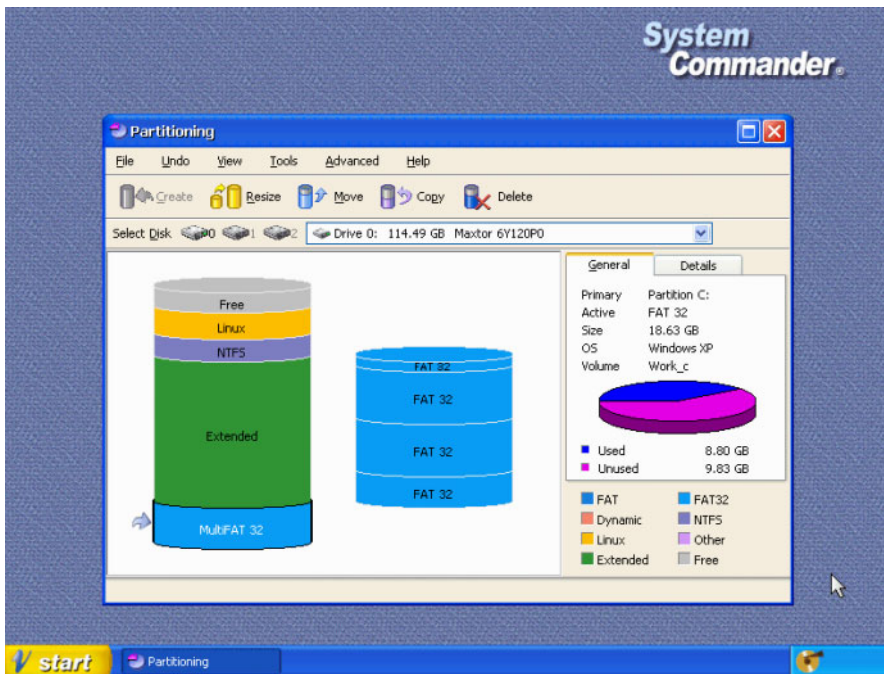 System
Commander®
Partitioning
File Undo View Tools Advanced Help
Create Resize Move Copy Delete
Select Disk 0 1 2 Drive 0: 114.49 GB Maxtor 6Y120P0
General Details
Primary Partition C:
Active FAT 32
Size 18.63 GB
OS Windows XP
Volume Work_c
Used 8.80 GB
Unused 9.83 GB
FAT FAT32
Dynamic NTFS
Linux Other
Extended Free
Free
Linux
NTFS
Extended
MultiFAT 32
FAT 32
FAT 32
FAT 32
FAT 32
start Partitioning